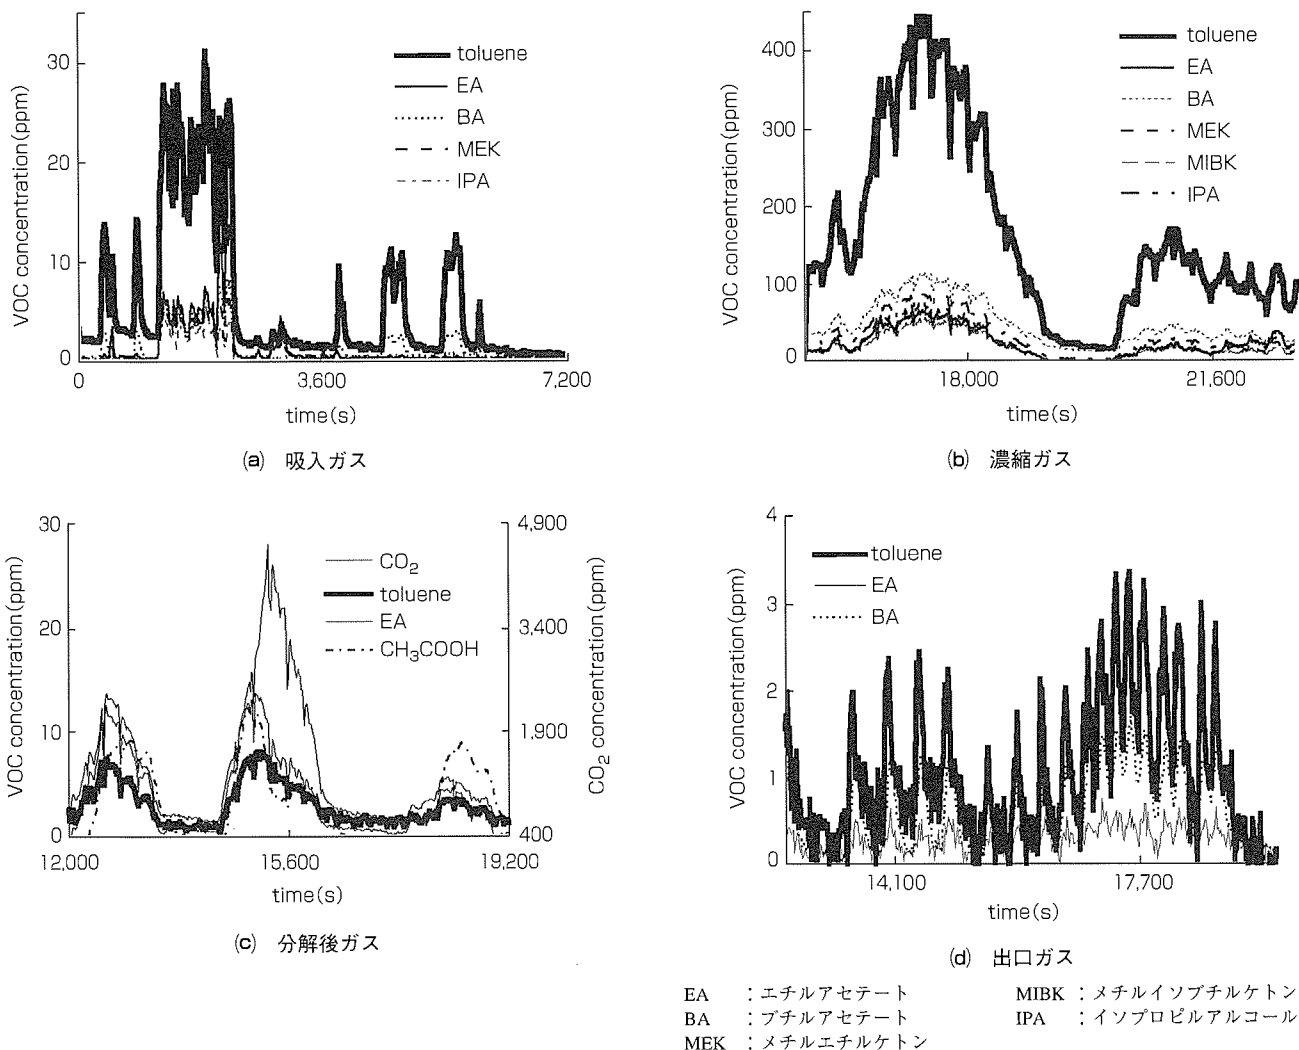 VOC concentration(ppm)
30
20
10
0
0
3,600
7,200
time(s)
toluene
EA
BA
MEK
IPA
(a) 吸入ガス
VOC concentration(ppm)
400
300
200
100
0
18,000
21,600
time(s)
toluene
EA
BA
MEK
MIBK
IPA
(b) 濃縮ガス
VOC concentration(ppm)
30
20
10
0
12,000
15,600
19,200
time(s)
4,900
3,400
1,900
400
CO₂ concentration(ppm)
CO₂
toluene
EA
CH₃COOH
(c) 分解後ガス
VOC concentration(ppm)
4
3
2
1
0
14,100
17,700
time(s)
toluene
EA
BA
(d) 出口ガス
EA :エチルアセテート
BA :ブチルアセテート
MEK :メチルエチルケトン
MIBK :メチルイソブチルケトン
IPA :イソプロピルアルコール